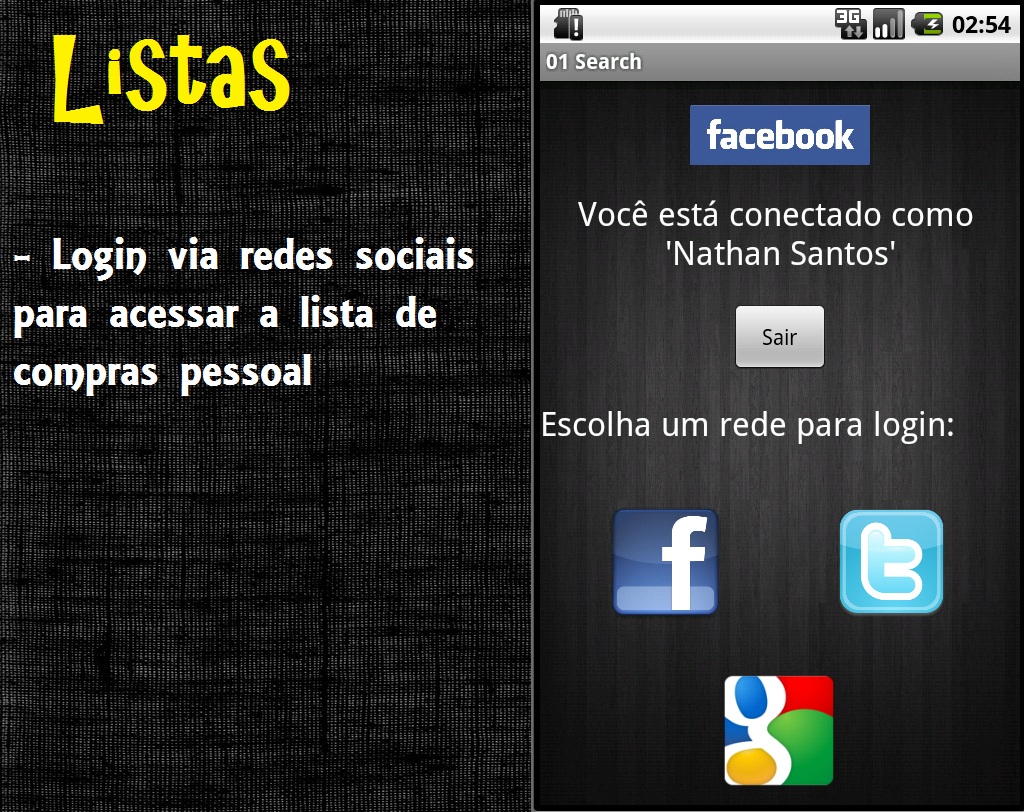 Listas
- Login via redes sociais
para acessar a lista de
compras pessoal
3G 02:54
01 Search
facebook
Você está conectado como
'Nathan Santos'
Sair
Escolha um rede para login:
f
t
g